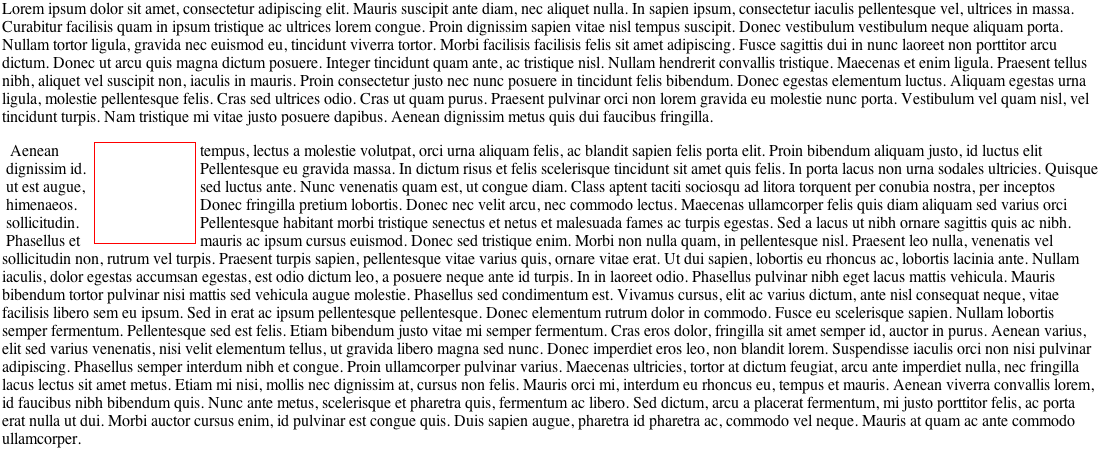 Lorem ipsum dolor sit amet, consectetur adipiscing elit. Mauris suscipit ante diam, nec aliquet nulla. In sapien ipsum, consectetur iaculis pellentesque vel, ultrices in massa.
Curabitur facilisis quam in ipsum tristique ac ultrices lorem congue. Proin dignissim sapien vitae nisl tempus suscipit. Donec vestibulum vestibulum neque aliquam porta.
Nullam tortor ligula, gravida nec euismod eu, tincidunt viverra tortor. Morbi facilisis facilisis felis sit amet adipiscing. Fusce sagittis dui in nunc laoreet non porttitor arcu
dictum. Donec ut arcu quis magna dictum posuere. Integer tincidunt quam ante, ac tristique nisl. Nullam hendrerit convallis tristique. Maecenas et enim ligula. Praesent tellus
nibh, aliquet vel suscipit non, iaculis in mauris. Proin consectetur justo nec nunc posuere in tincidunt felis bibendum. Donec egestas elementum luctus. Aliquam egestas urna
ligula, molestie pellentesque felis. Cras sed ultrices odio. Cras ut quam purus. Praesent pulvinar orci non lorem gravida eu molestie nunc porta. Vestibulum vel quam nisl, vel
tincidunt turpis. Nam tristique mi vitae justo posuere dapibus. Aenean dignissim metus quis dui faucibus fringilla.
Aenean tempus, lectus a molestie volutpat, orci urna aliquam felis, ac blandit sapien felis porta elit. Proin bibendum aliquam justo, id luctus elit
dignissim id. Pellentesque eu gravida massa. In dictum risus et felis scelerisque tincidunt sit amet quis felis. In porta lacus non urna sodales ultricies. Quisque
ut est augue, sed luctus ante. Nunc venenatis quam est, ut congue diam. Class aptent taciti sociosqu ad litora torquent per conubia nostra, per inceptos
himenaeos. Donec fringilla pretium lobortis. Donec nec velit arcu, nec commodo lectus. Maecenas ullamcorper felis quis diam aliquam sed varius orci
sollicitudin. Pellentesque habitant morbi tristique senectus et netus et malesuada fames ac turpis egestas. Sed a lacus ut nibh ornare sagittis quis ac nibh.
Phasellus et mauris ac ipsum cursus euismod. Donec sed tristique enim. Morbi non nulla quam, in pellentesque nisl. Praesent leo nulla, venenatis vel
sollicitudin non, rutrum vel turpis. Praesent turpis sapien, pellentesque vitae varius quis, ornare vitae erat. Ut dui sapien, lobortis eu rhoncus ac, lobortis lacinia ante. Nullam
iaculis, dolor egestas accumsan egestas, est odio dictum leo, a posuere neque ante id turpis. In in laoreet odio. Phasellus pulvinar nibh eget lacus mattis vehicula. Mauris
bibendum tortor pulvinar nisi mattis sed vehicula augue molestie. Phasellus sed condimentum est. Vivamus cursus, elit ac varius dictum, ante nisl consequat neque, vitae
facilisis libero sem eu ipsum. Sed in erat ac ipsum pellentesque pellentesque. Donec elementum rutrum dolor in commodo. Fusce eu scelerisque sapien. Nullam lobortis
semper fermentum. Pellentesque sed est felis. Etiam bibendum justo vitae mi semper fermentum. Cras eros dolor, fringilla sit amet semper id, auctor in purus. Aenean varius,
elit sed varius venenatis, nisi velit elementum tellus, ut gravida libero magna sed nunc. Donec imperdiet eros leo, non blandit lorem. Suspendisse iaculis orci non nisi pulvinar
adipiscing. Phasellus semper interdum nibh et congue. Proin ullamcorper pulvinar varius. Maecenas ultricies, tortor at dictum feugiat, arcu ante imperdiet nulla, nec fringilla
lacus lectus sit amet metus. Etiam mi nisi, mollis nec dignissim at, cursus non felis. Mauris orci mi, interdum eu rhoncus eu, tempus et mauris. Aenean viverra convallis lorem,
id faucibus nibh bibendum quis. Nunc ante metus, scelerisque et pharetra quis, fermentum ac libero. Sed dictum, arcu a placerat fermentum, mi justo porttitor felis, ac porta
erat nulla ut dui. Morbi auctor cursus enim, id pulvinar est congue quis. Duis sapien augue, pharetra id pharetra ac, commodo vel neque. Mauris at quam ac ante commodo
ullamcorper.